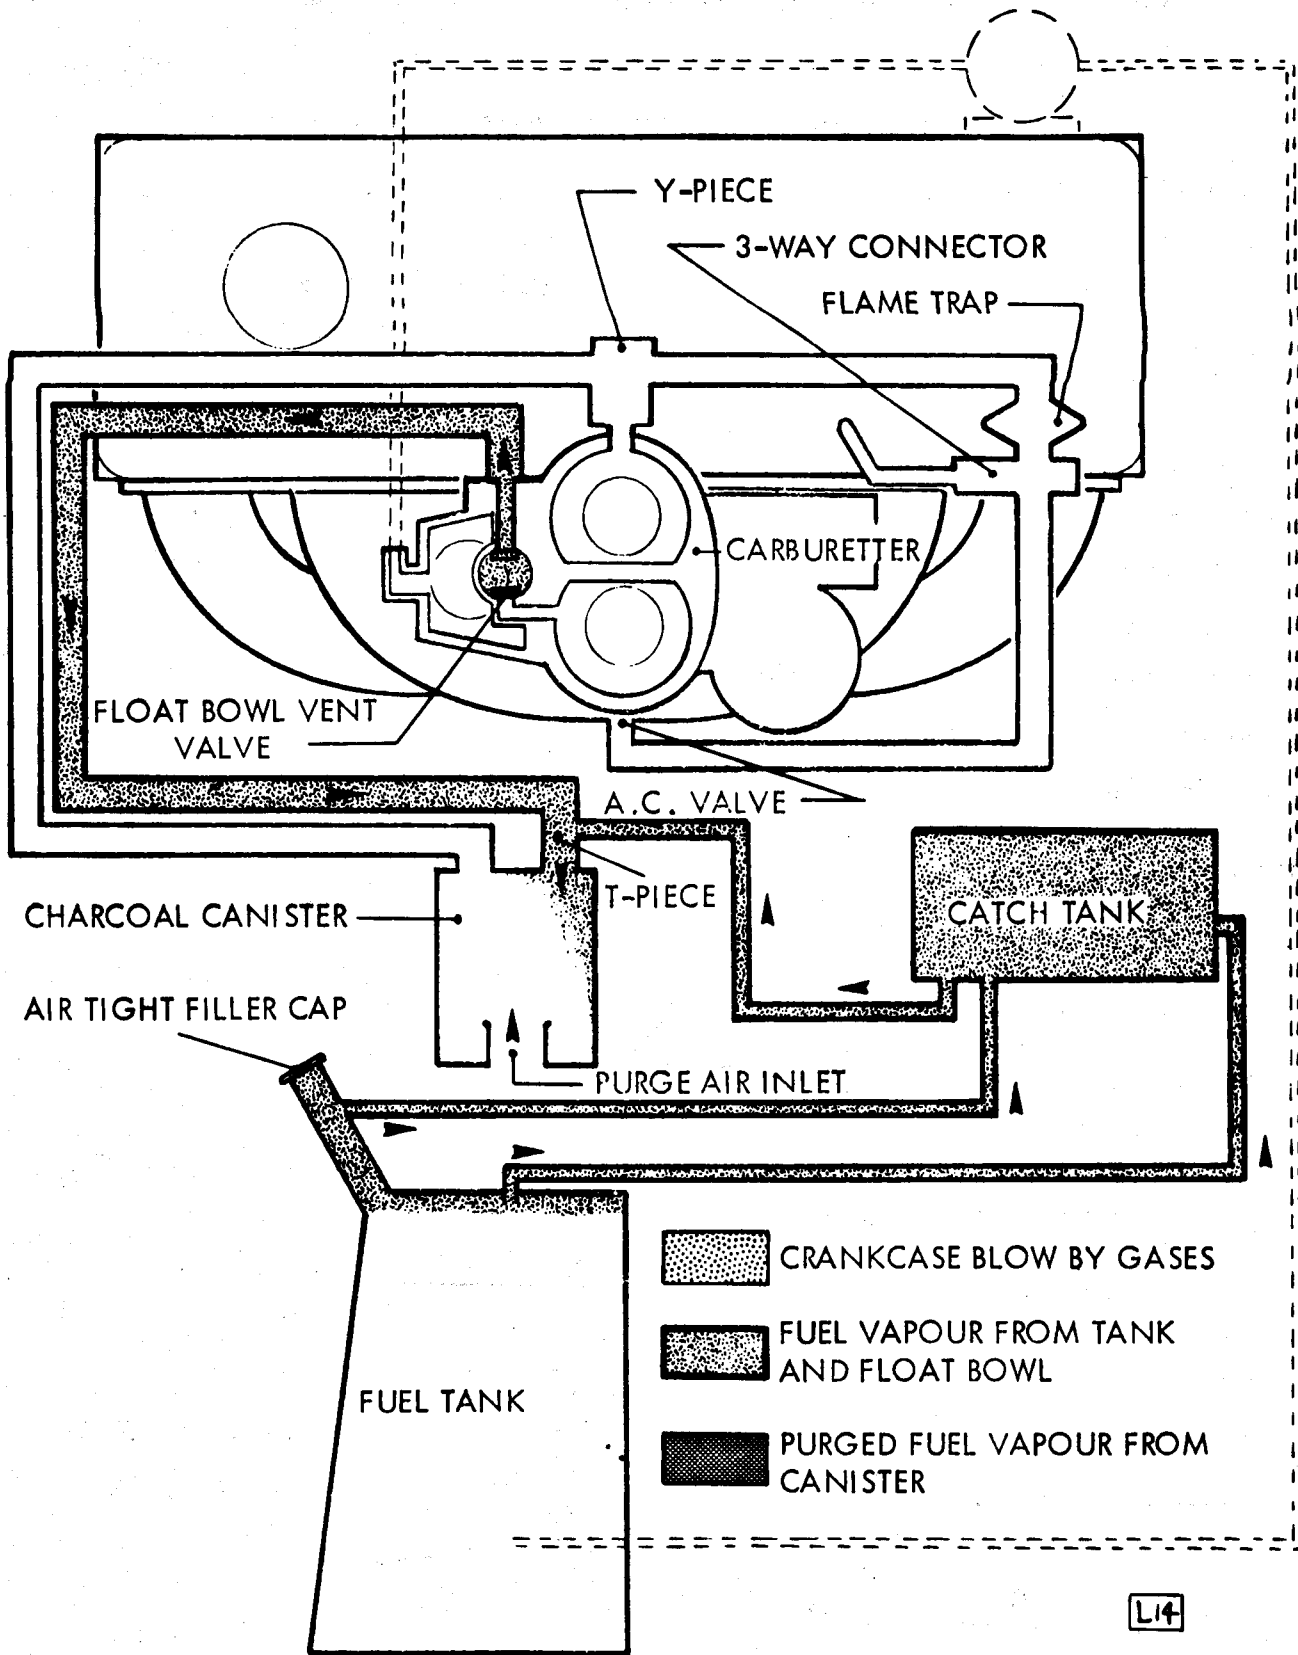 Y-PIECE
3-WAY CONNECTOR
FLAME TRAP
CARBURETTER
FLOAT BOWL VENT
VALVE
A.C. VALVE
T-PIECE
CATCH TANK
CHARCOAL CANISTER
AIR TIGHT FILLER CAP
PURGE AIR INLET
CRANKCASE BLOW BY GASES
FUEL VAPOUR FROM TANK
AND FLOAT BOWL
FUEL TANK
PURGED FUEL VAPOUR FROM
CANISTER
L14